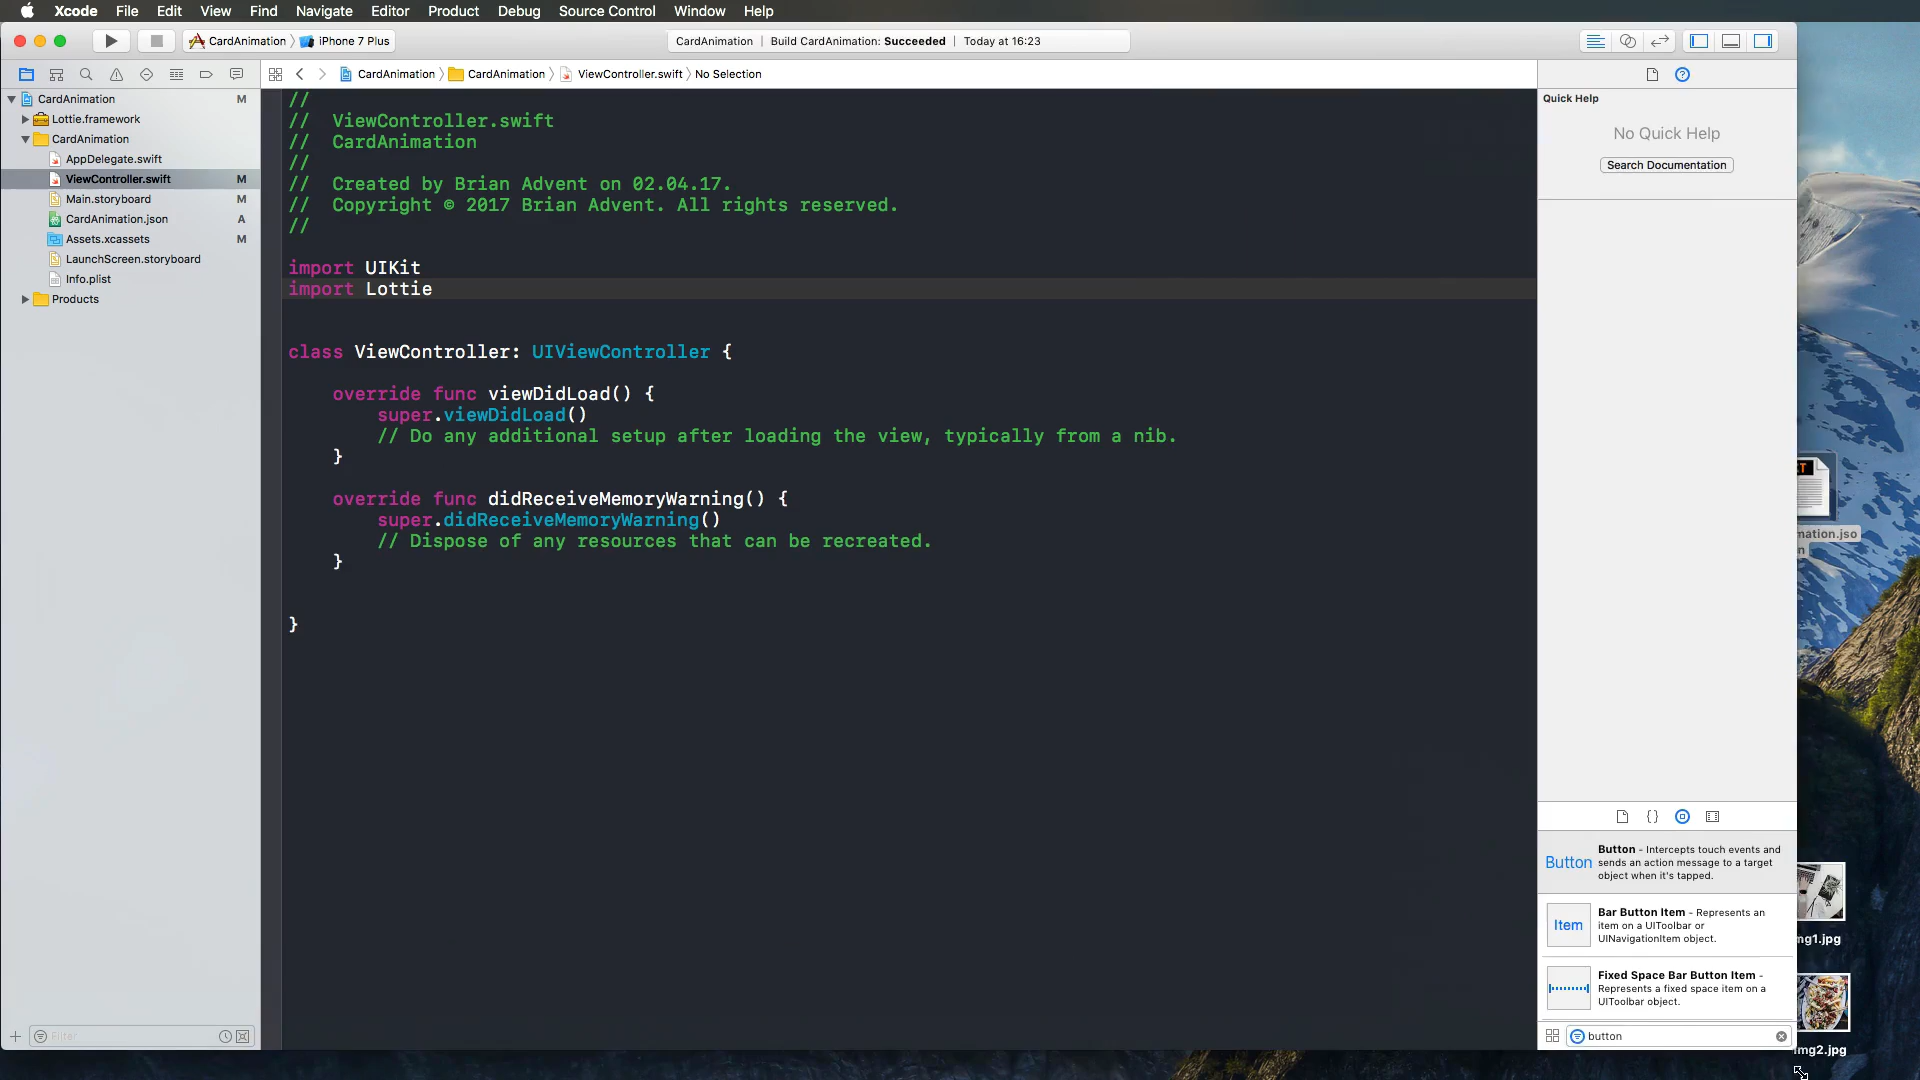 Xcode File Edit View Find Navigate Editor Product Debug Source Control Window Help
CardAnimation iPhone 7 Plus
CardAnimation | Build CardAnimation: Succeeded | Today at 16:23
CardAnimation CardAnimation ViewController.swift No Selection
CardAnimation M
Lottie.framework
CardAnimation
AppDelegate.swift
ViewController.swift M
Main.storyboard M
CardAnimation.json A
Assets.xcassets M
LaunchScreen.storyboard
Info.plist
Products
Filter
//
// ViewController.swift
// CardAnimation
//
// Created by Brian Advent on 02.04.17.
// Copyright © 2017 Brian Advent. All rights reserved.
//
import UIKit
import Lottie
class ViewController: UIViewController {
override func viewDidLoad() {
super.viewDidLoad()
// Do any additional setup after loading the view, typically from a nib.
}
override func didReceiveMemoryWarning() {
super.didReceiveMemoryWarning()
// Dispose of any resources that can be recreated.
}
}
Quick Help
No Quick Help
Search Documentation
{}
Button
Button - Intercepts touch events and
sends an action message to a target
object when it's tapped.
Item
Bar Button Item - Represents an
item on a UIToolbar or
UINavigationItem object.
Fixed Space Bar Button Item -
Represents a fixed space item on a
UIToolbar object.
button
mation.jso
n
mg1.jpg
img2.jpg